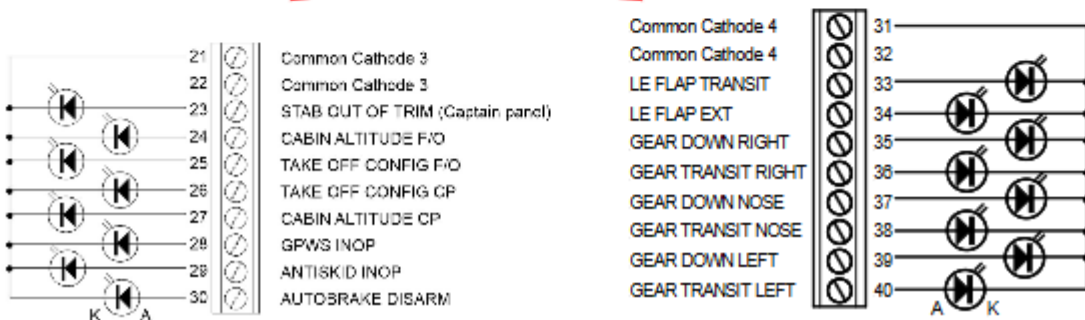 21 Common Cathode 3
22 Common Cathode 3
23 STAB OUT OF TRIM (Captain panel)
24 CABIN ALTITUDE F/O
25 TAKE OFF CONFIG F/O
26 TAKE OFF CONFIG CP
27 CABIN ALTITUDE CP
28 GPWS INOP
29 ANTISKID INOP
30 AUTOBRAKE DISARM
K A
Common Cathode 4 31
Common Cathode 4 32
LE FLAP TRANSIT 33
LE FLAP EXT 34
GEAR DOWN RIGHT 35
GEAR TRANSIT RIGHT 36
GEAR DOWN NOSE 37
GEAR TRANSIT NOSE 38
GEAR DOWN LEFT 39
GEAR TRANSIT LEFT 40
A K